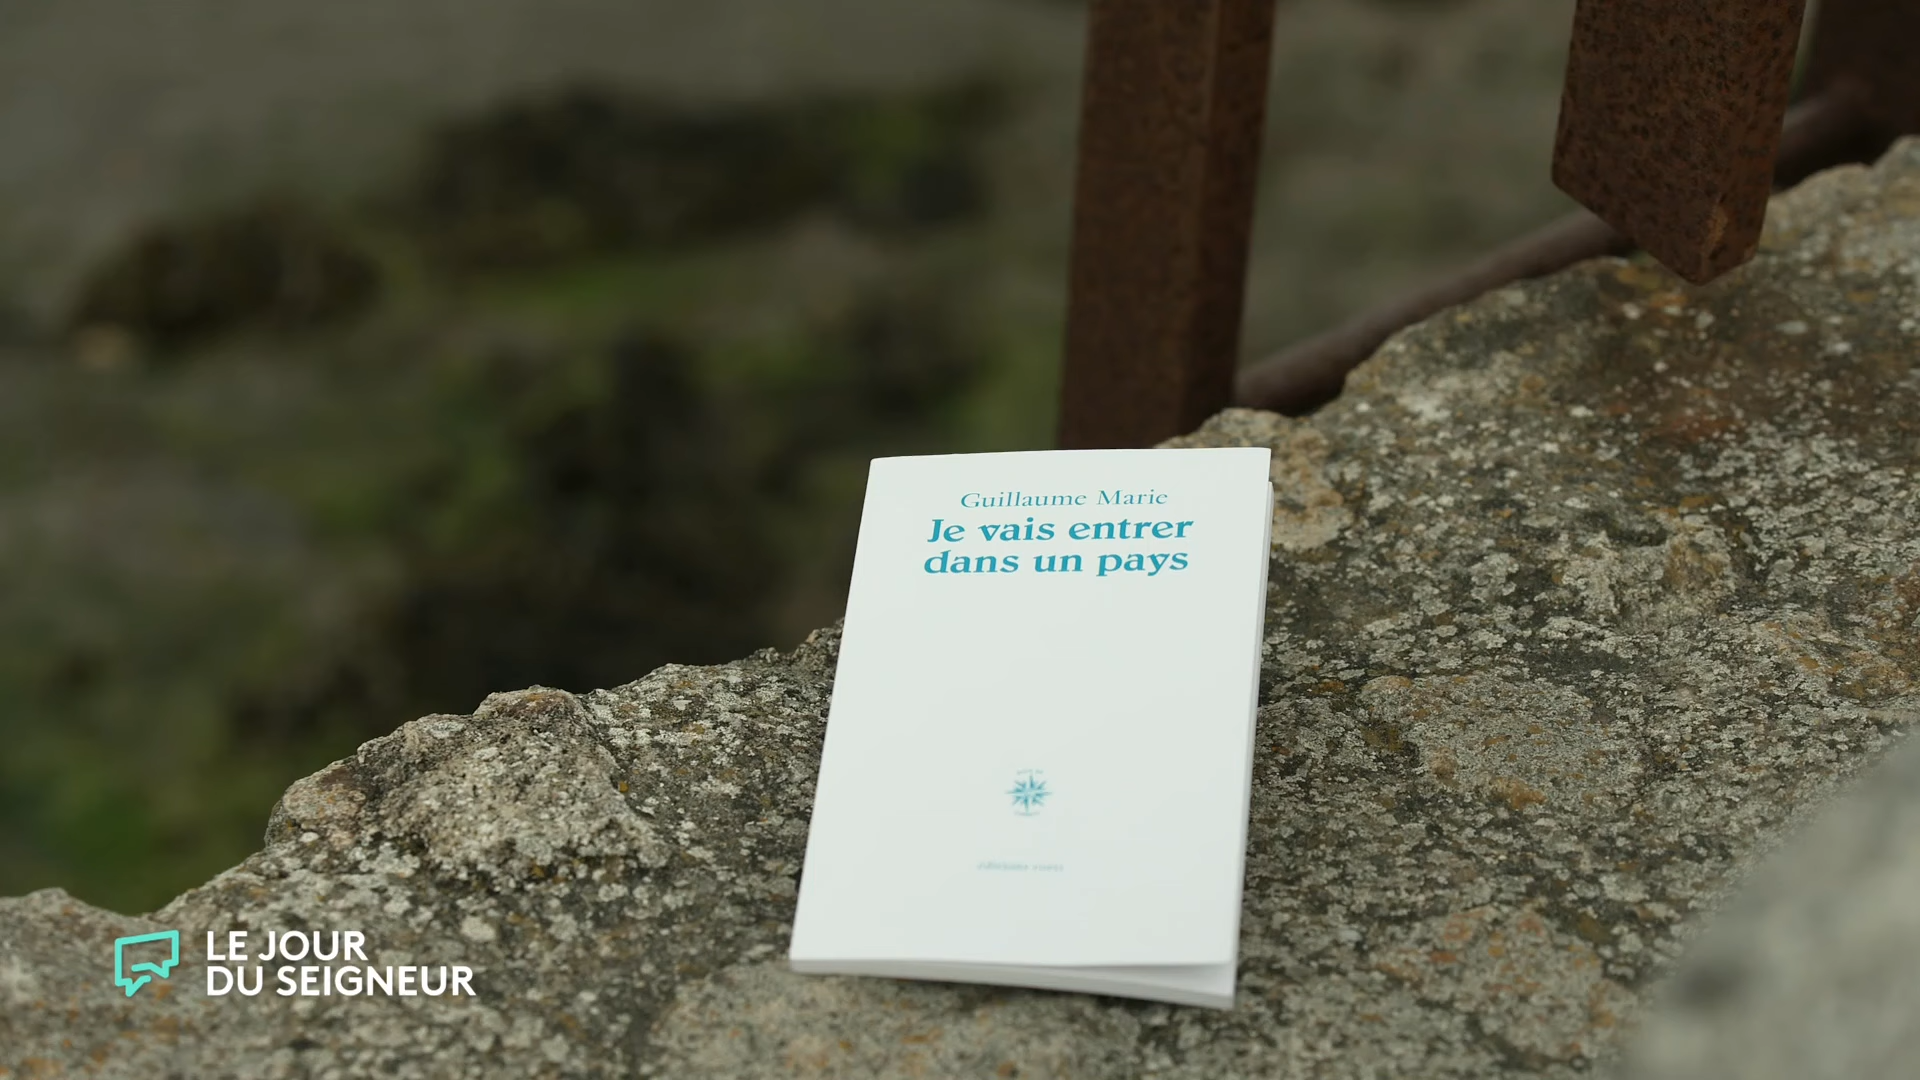 Guillaume Marie
Je vais entrer
dans un pays
LE JOUR
DU SEIGNEUR